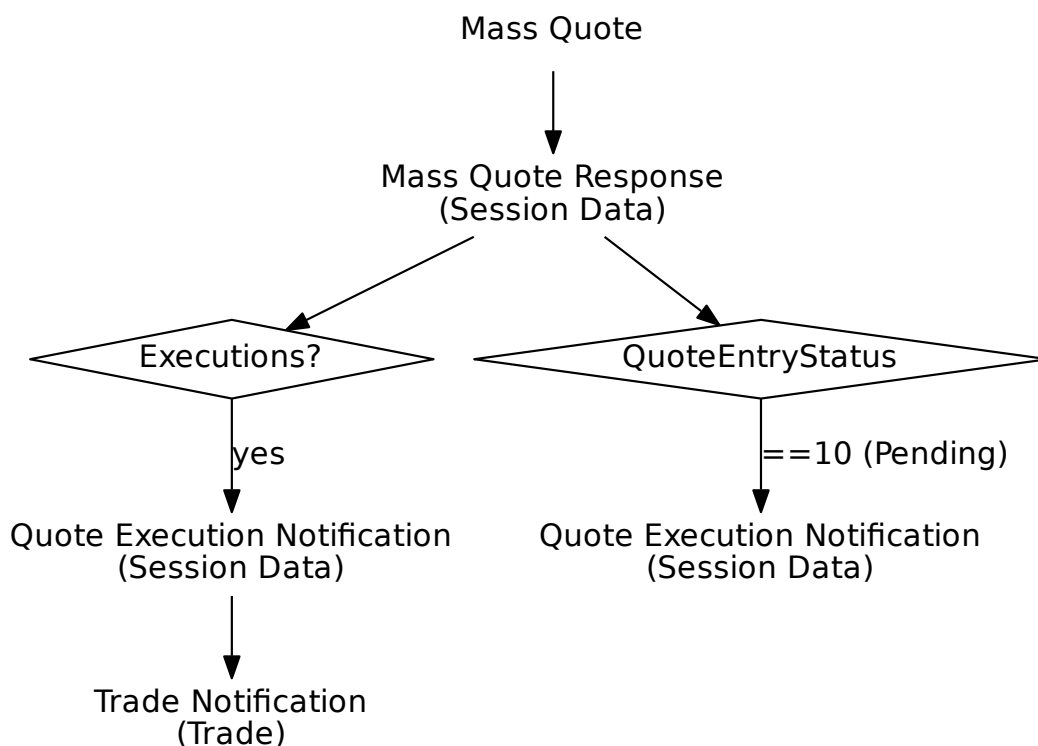 Mass Quote
Mass Quote Response
(Session Data)
Executions?
QuoteEntryStatus
yes
==10 (Pending)
Quote Execution Notification
(Session Data)
Quote Execution Notification
(Session Data)
Trade Notification
(Trade)